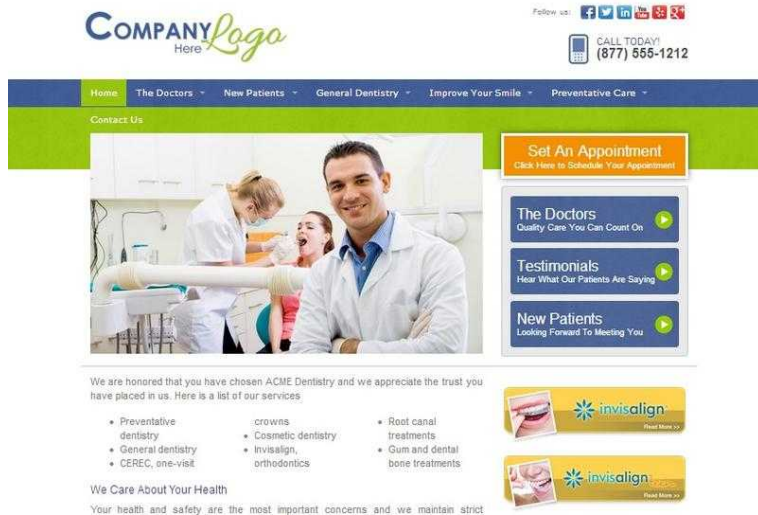 COMPANY Logo
Here
Follow us:
CALL TODAY!
(877) 555-1212
Home The Doctors New Patients General Dentistry Improve Your Smile Preventative Care
Contact Us
Set An Appointment
Click Here to Schedule Your Appointment
The Doctors
Quality Care You Can Count On
Testimonials
Hear What Our Patients Are Saying
New Patients
Looking Forward To Meeting You
We are honored that you have chosen ACME Dentistry and we appreciate the trust you
have placed in us. Here is a list of our services
• Preventative
dentistry
• General dentistry
• CEREC, one-visit
crowns
• Cosmetic dentistry
• Invisalign,
orthodontics
• Root canal
treatments
• Gum and dental
bone treatments
We Care About Your Health
Your health and safety are the most important concerns and we maintain strict
invisalign
Read More >>
invisalign
Read More >>